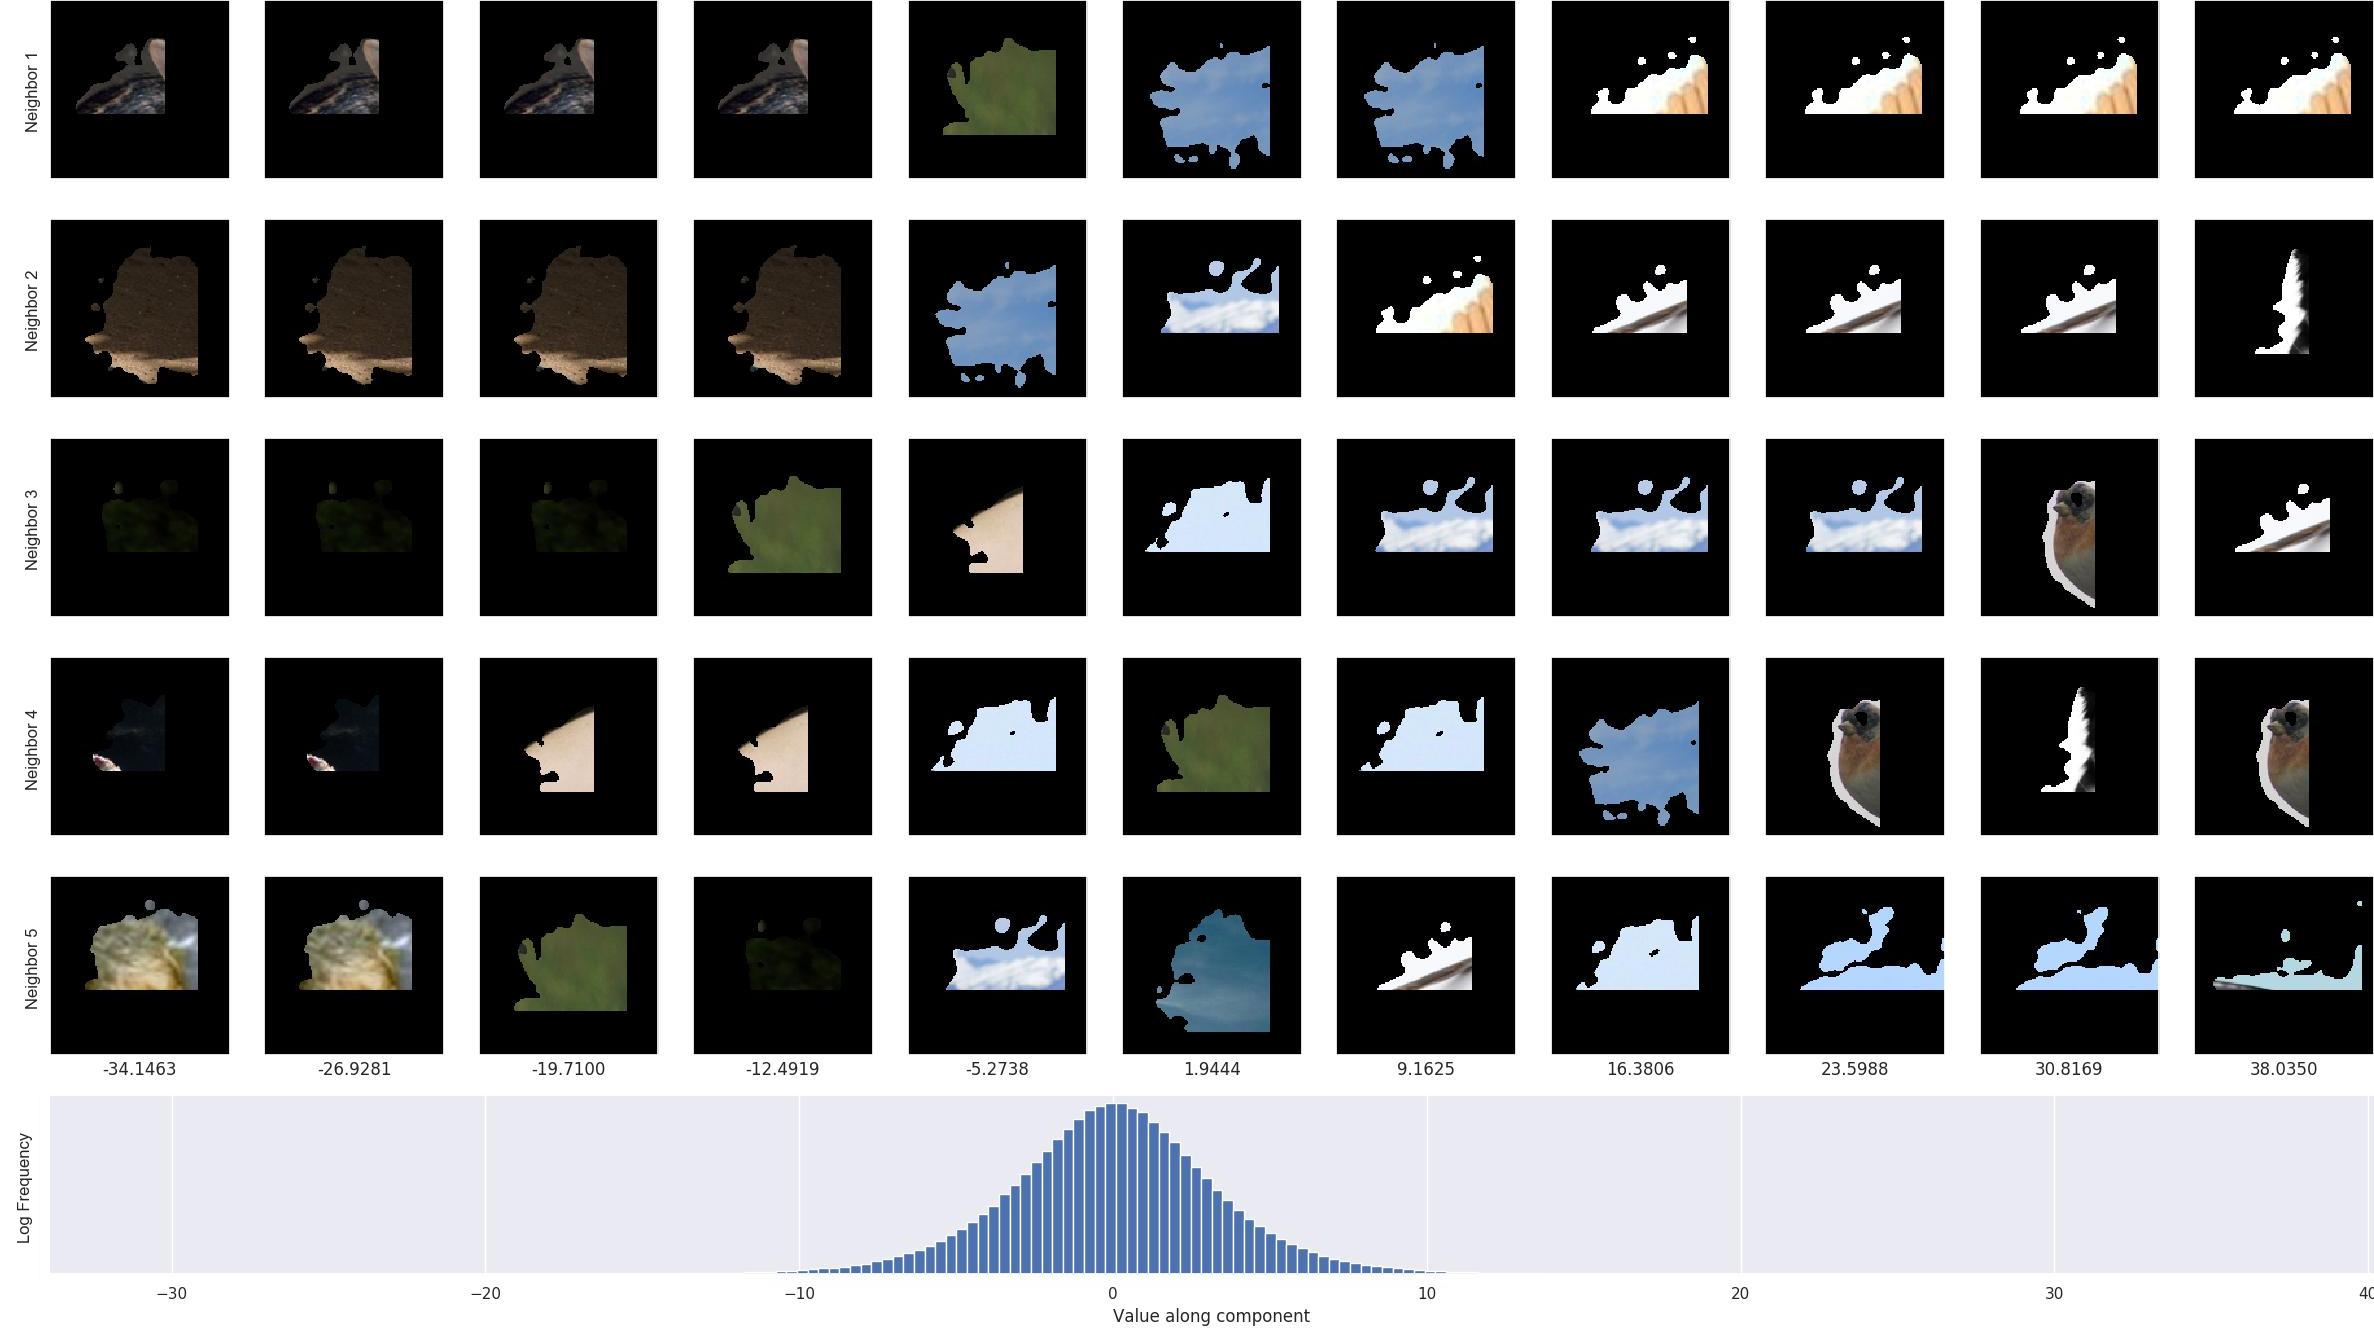 Neighbor 1
Neighbor 2
Neighbor 3
Neighbor 4
Neighbor 5
-34.1463 -26.9281 -19.7100 -12.4919 -5.2738 1.9444 9.1625 16.3806 23.5988 30.8169 38.0350
Log Frequency
−30 −20 −10 0 10 20 30 40
Value along component